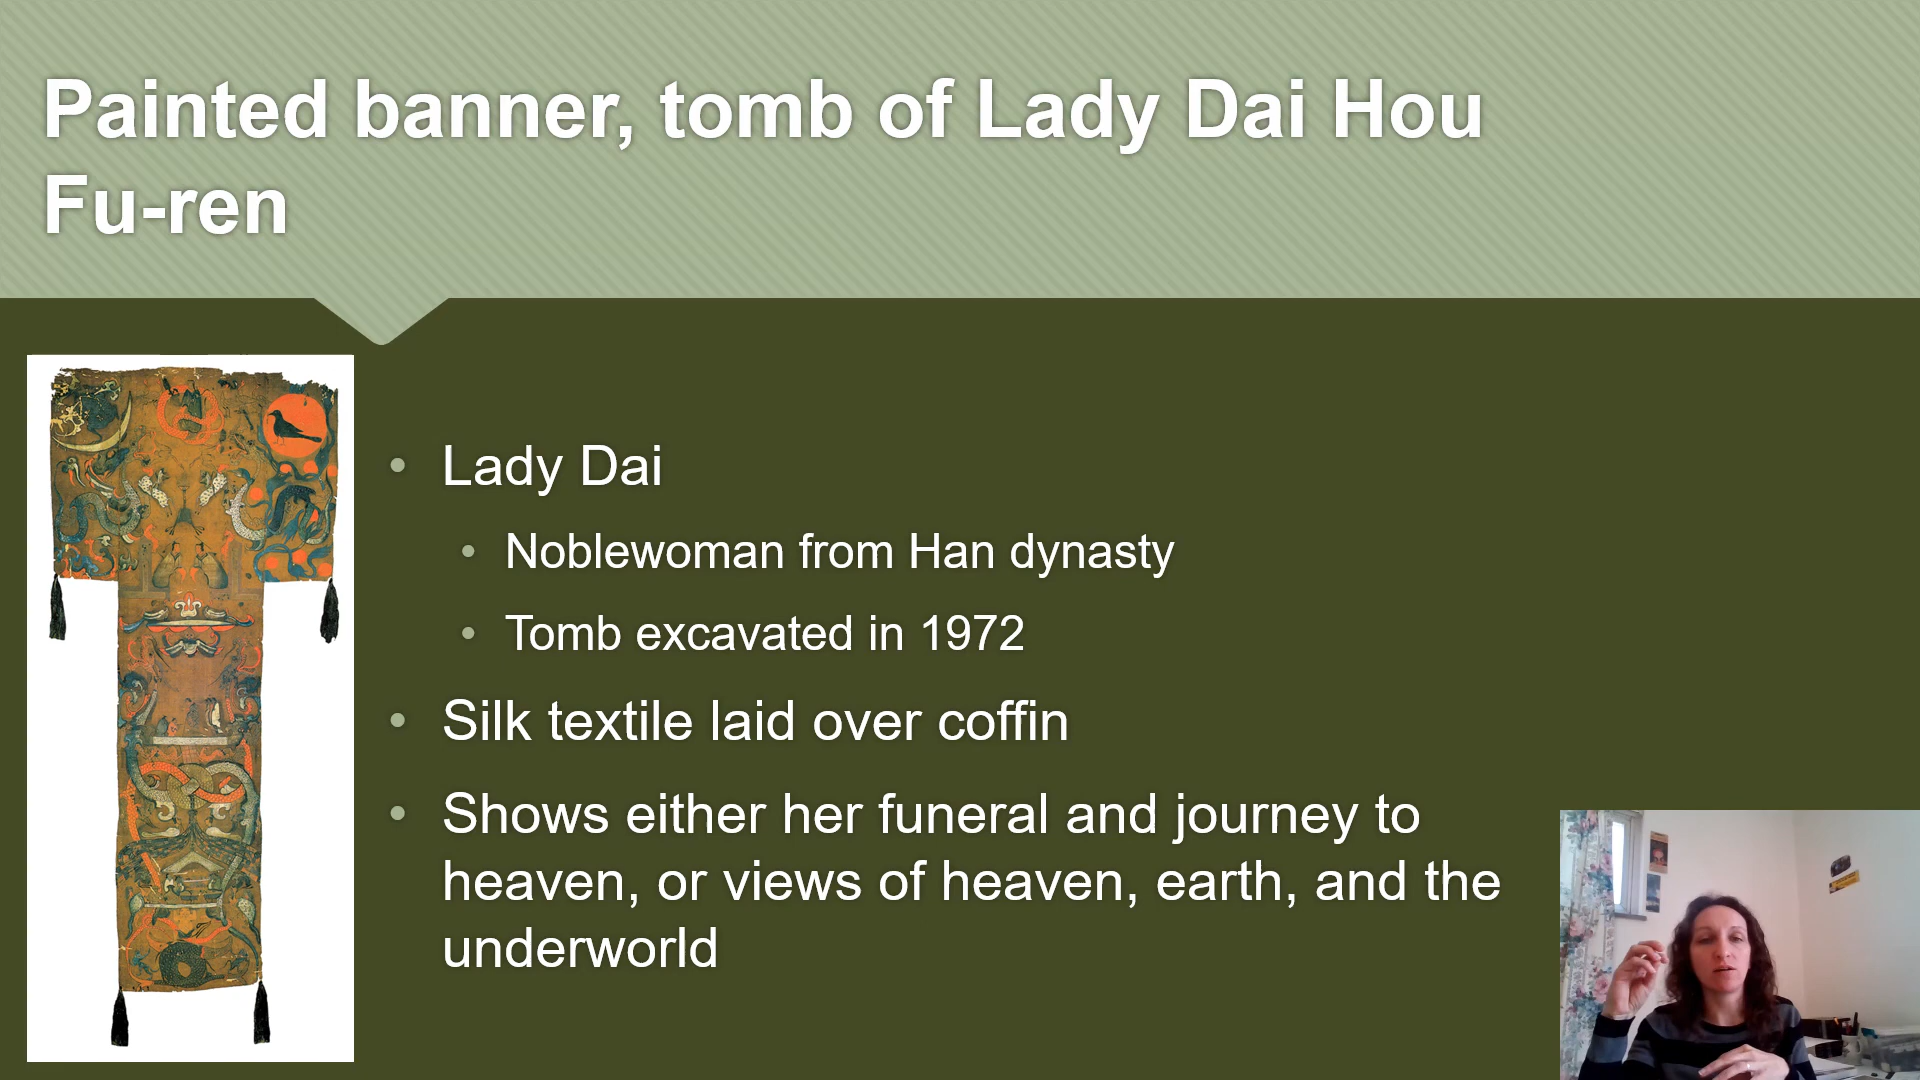 Painted banner, tomb of Lady Dai Hou
Fu-ren
• Lady Dai
• Noblewoman from Han dynasty
• Tomb excavated in 1972
• Silk textile laid over coffin
• Shows either her funeral and journey to
heaven, or views of heaven, earth, and the
underworld